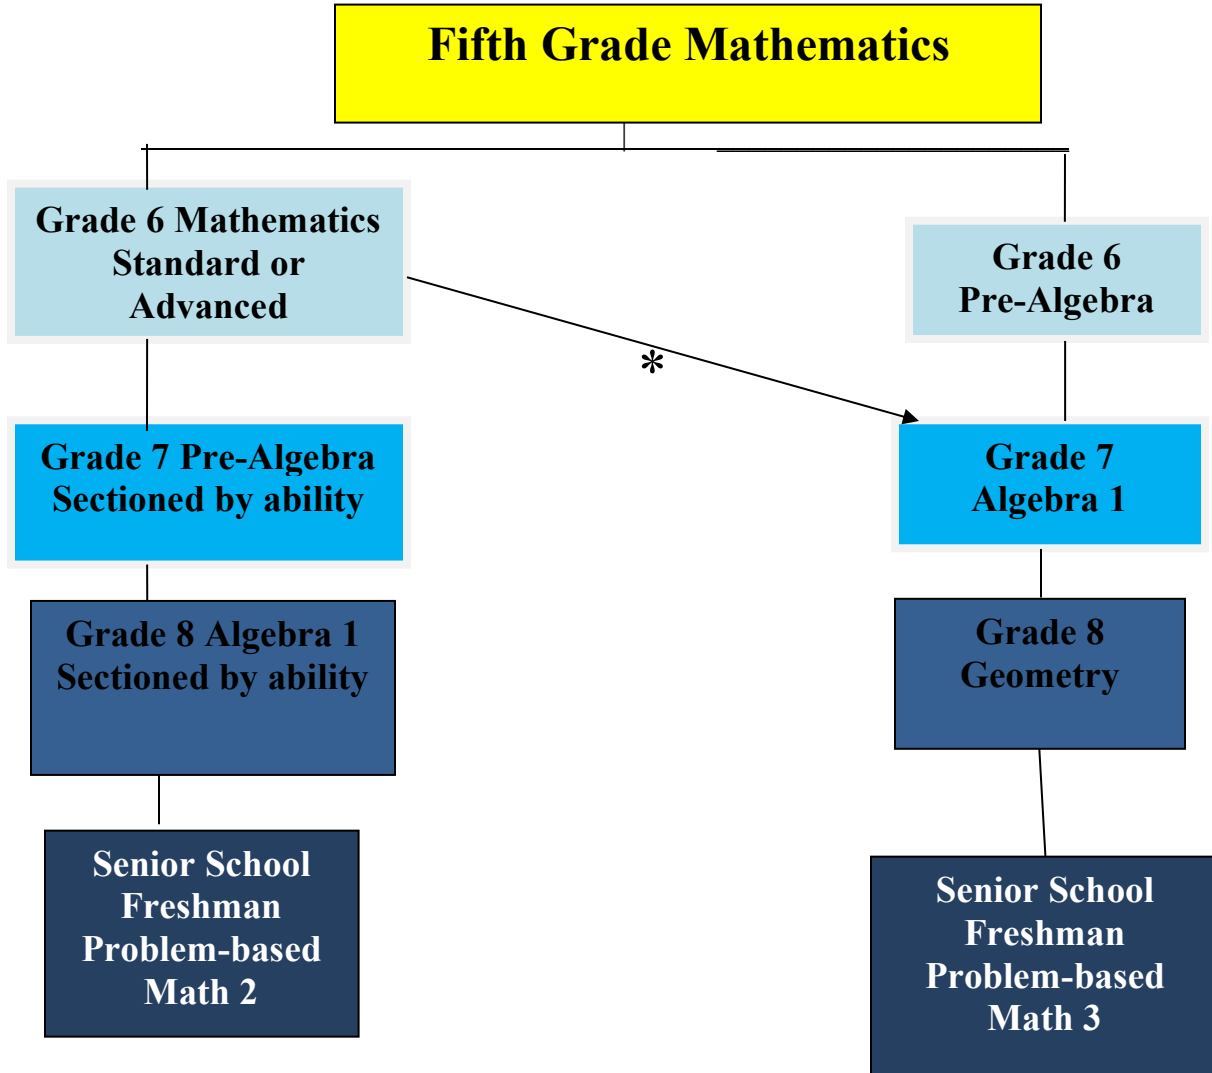 Fifth Grade Mathematics
Grade 6 Mathematics
Standard or
Advanced
Grade 6
Pre-Algebra
*
Grade 7 Pre-Algebra
Sectioned by ability
Grade 7
Algebra 1
Grade 8 Algebra 1
Sectioned by ability
Grade 8
Geometry
Senior School
Freshman
Problem-based
Math 2
Senior School
Freshman
Problem-based
Math 3